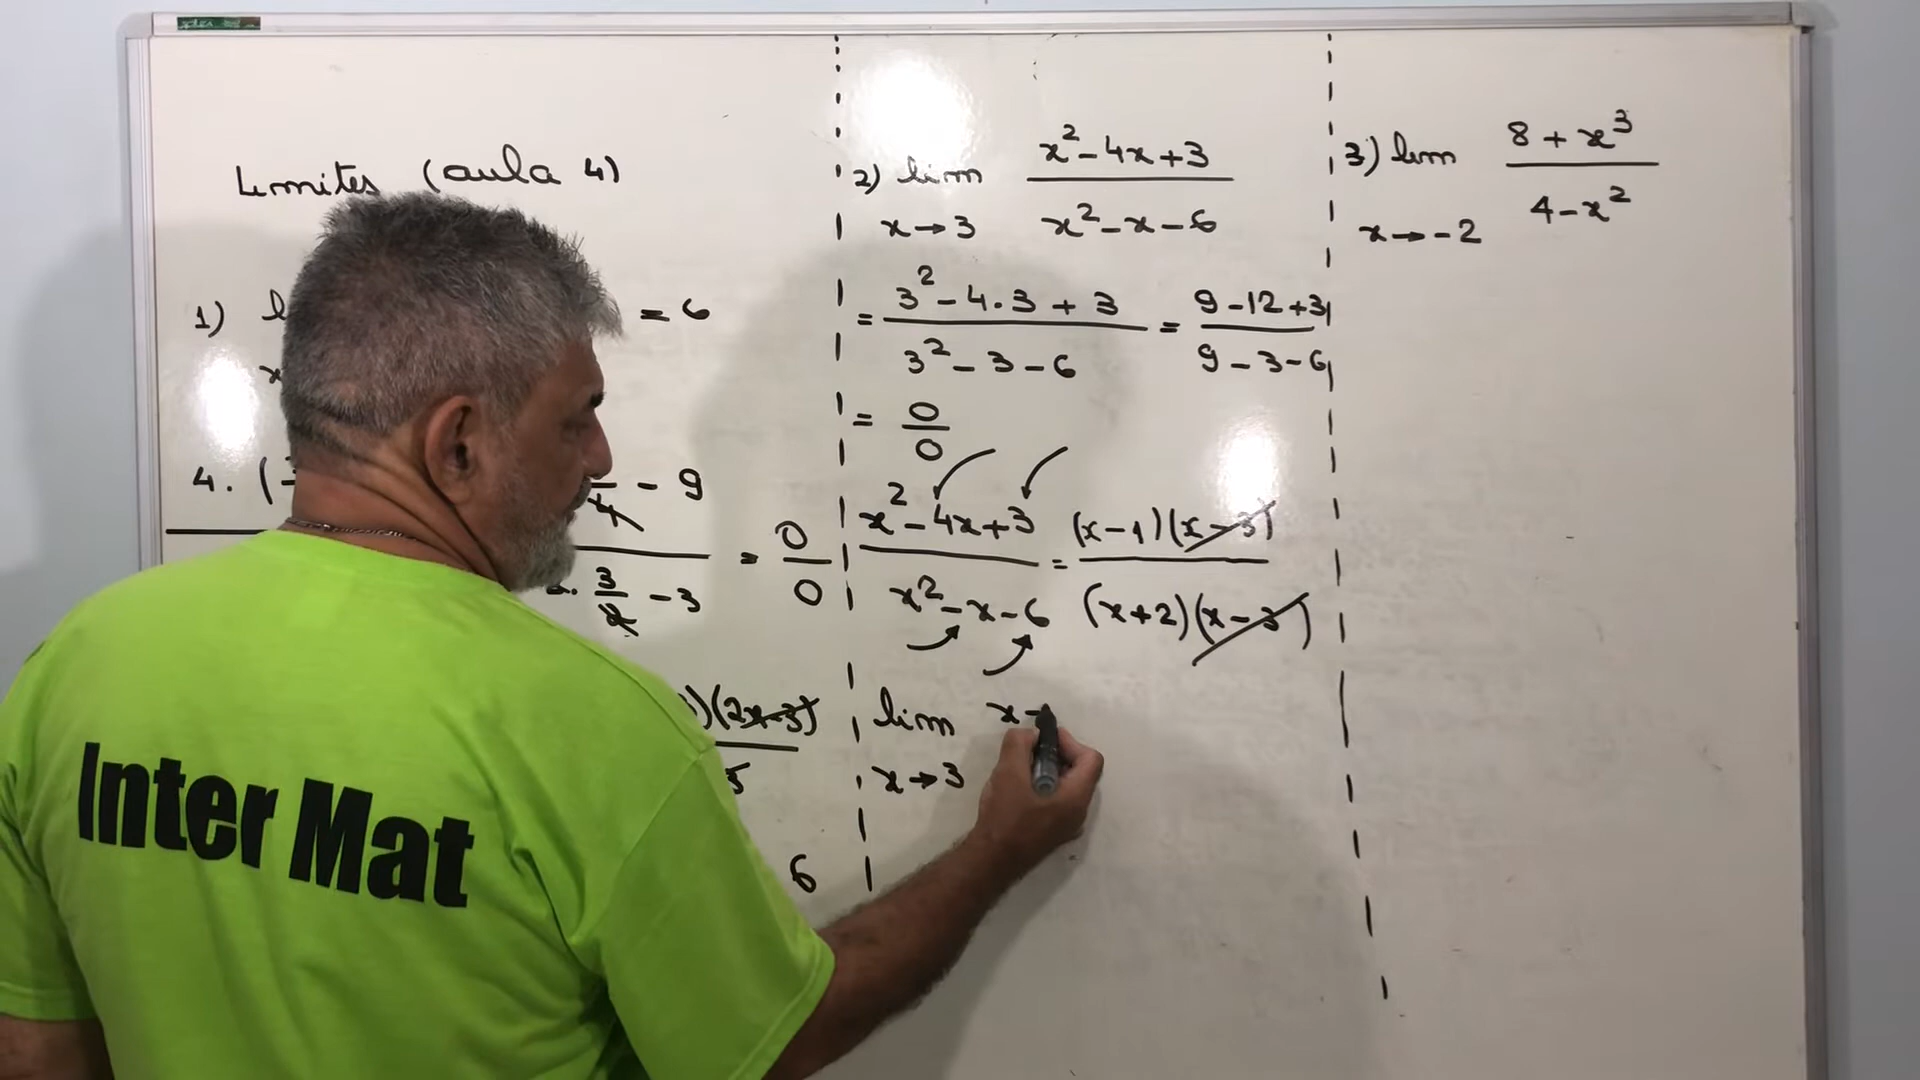 Limites (aula 4)
1) = 6
4. ( - 9
3/2 - 3 = 0/0
)(2x-3)
6
2) lim x²-4x+3 / x²-x-6
x→3
= 3²-4.3+3 / 3²-3-6 = 9-12+3 / 9-3-6
= 0/0
x²-4x+3 / x²-x-6 = (x-1)(x-3) / (x+2)(x-3)
lim x-
x→3
3) lim 8+x³ / 4-x²
x→-2
Inter Mat